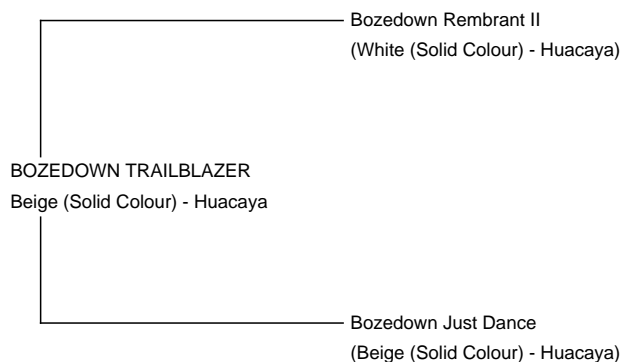 Bozedown Rembrant II
(White (Solid Colour) - Huacaya)
BOZEDOWN TRAILBLAZER
Beige (Solid Colour) - Huacaya
Bozedown Just Dance
(Beige (Solid Colour) - Huacaya)